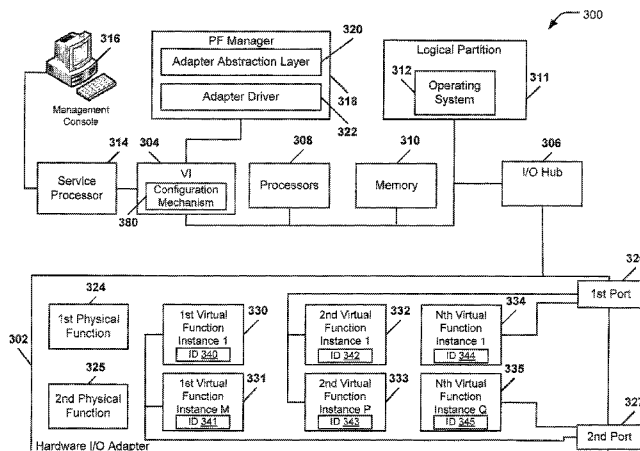 300
316
Management
Console
PF Manager
320
Adapter Abstraction Layer
318
Adapter Driver
322
Logical Partition
312
Operating
System
311
314
Service
Processor
304
VI
Configuration
Mechanism
380
308
Processors
310
Memory
306
I/O Hub
302
324
1st Physical
Function
325
2nd Physical
Function
1st Virtual
Function
Instance 1
ID 340
330
1st Virtual
Function
Instance M
ID 341
331
2nd Virtual
Function
Instance 1
ID 342
332
2nd Virtual
Function
Instance P
ID 343
333
Nth Virtual
Function
Instance 1
ID 344
334
Nth Virtual
Function
Instance Q
ID 345
335
1st Port
327
2nd Port
Hardware I/O Adapter